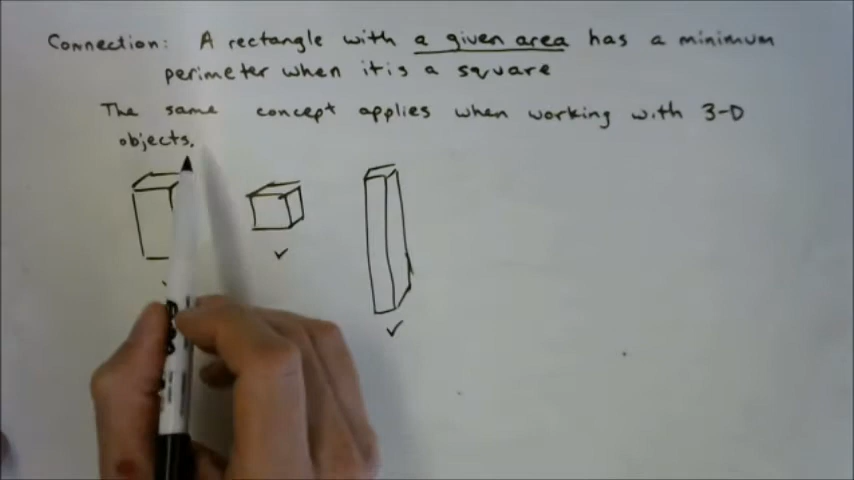 Connection: A rectangle with a given area has a minimum
perimeter when it is a square
The same concept applies when working with 3-D
objects.